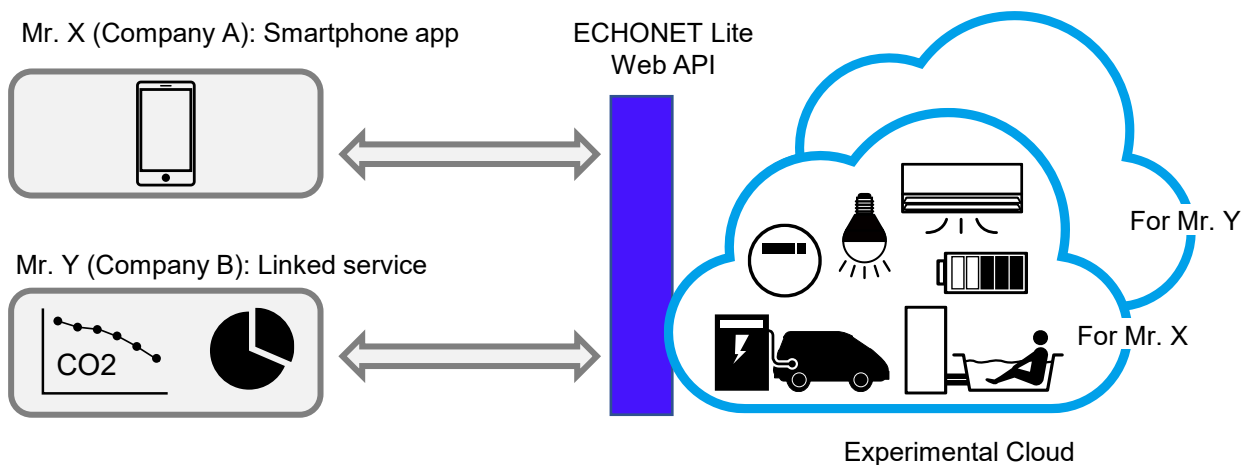 Mr. X (Company A): Smartphone app
ECHONET Lite
Web API
Mr. Y (Company B): Linked service
CO2
For Mr. Y
For Mr. X
Experimental Cloud